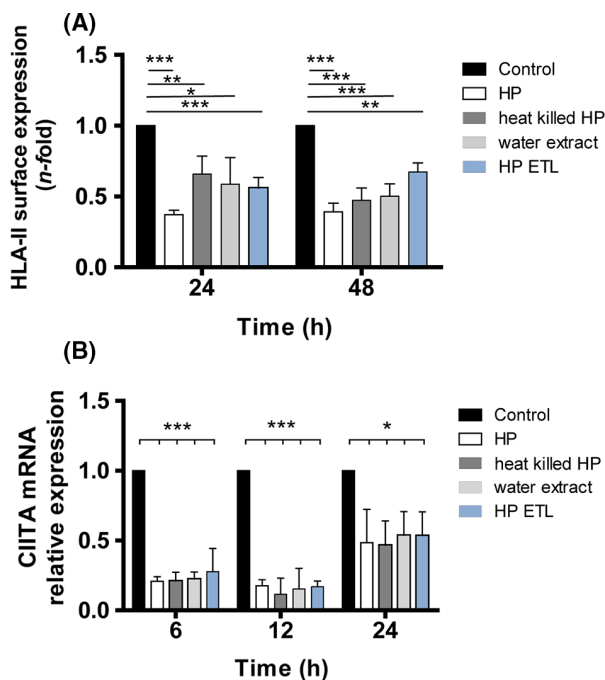 (A)
HLA-II surface expression
(n-fold)
1.5
1.0
0.5
0.0
***
**
*
***
***
***
***
**
24
48
Time (h)
Control
HP
heat killed HP
water extract
HP ETL
(B)
CIITA mRNA
relative expression
1.5
1.0
0.5
0.0
***
***
*
6
12
24
Time (h)
Control
HP
heat killed HP
water extract
HP ETL